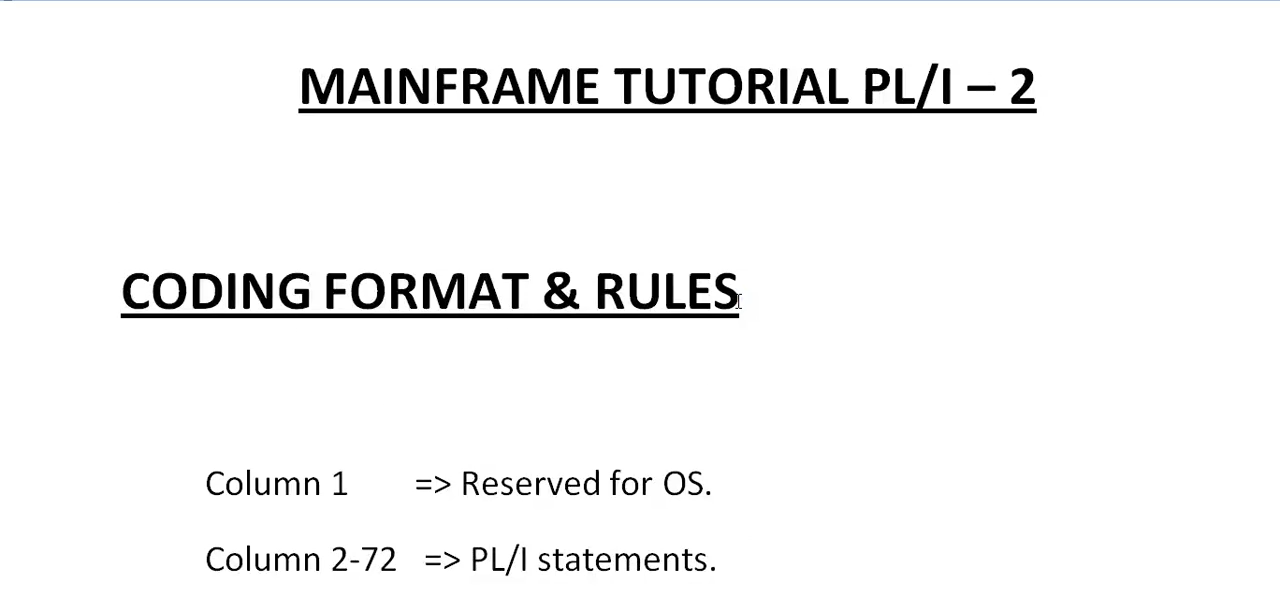 MAINFRAME TUTORIAL PL/I – 2
CODING FORMAT & RULES
Column 1 => Reserved for OS.
Column 2-72 => PL/I statements.